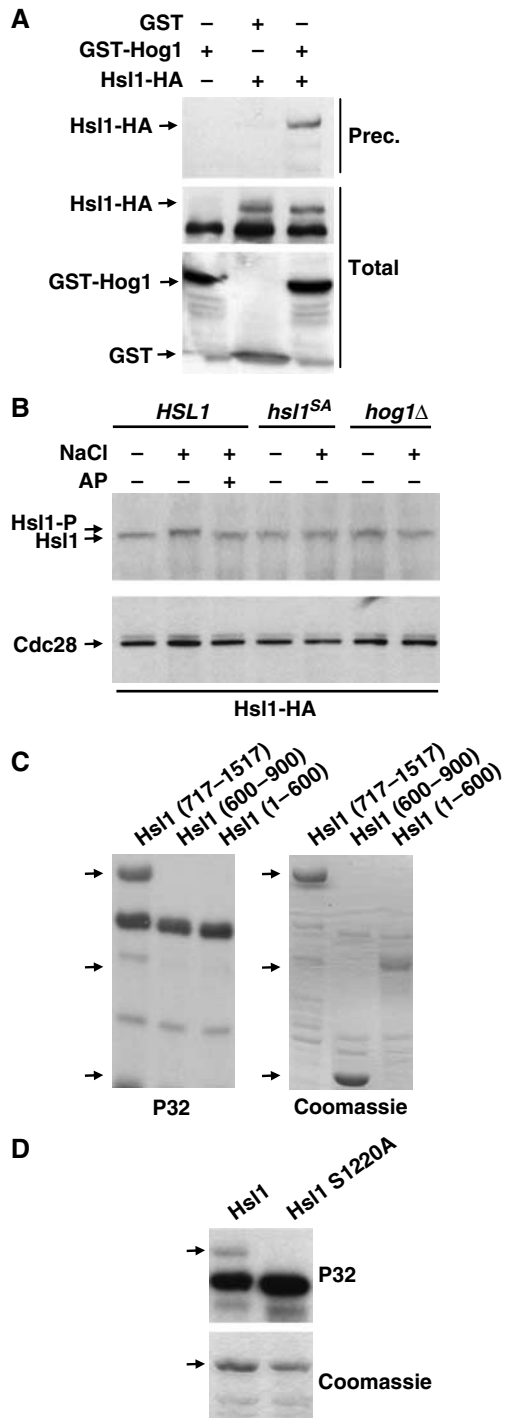 A
GST – + –
GST-Hog1 + – +
Hsl1-HA – + +
Hsl1-HA
Prec.
Hsl1-HA
GST-Hog1
GST
Total
B
HSL1 hsl1SA hog1Δ
NaCl – + + – + – +
AP – – + – – – –
Hsl1-P
Hsl1
Cdc28
Hsl1-HA
C
Hsl1 (717–1517)
Hsl1 (600–900)
Hsl1 (1–600)
Hsl1 (717–1517)
Hsl1 (600–900)
Hsl1 (1–600)
P32
Coomassie
D
Hsl1
Hsl1 S1220A
P32
Coomassie